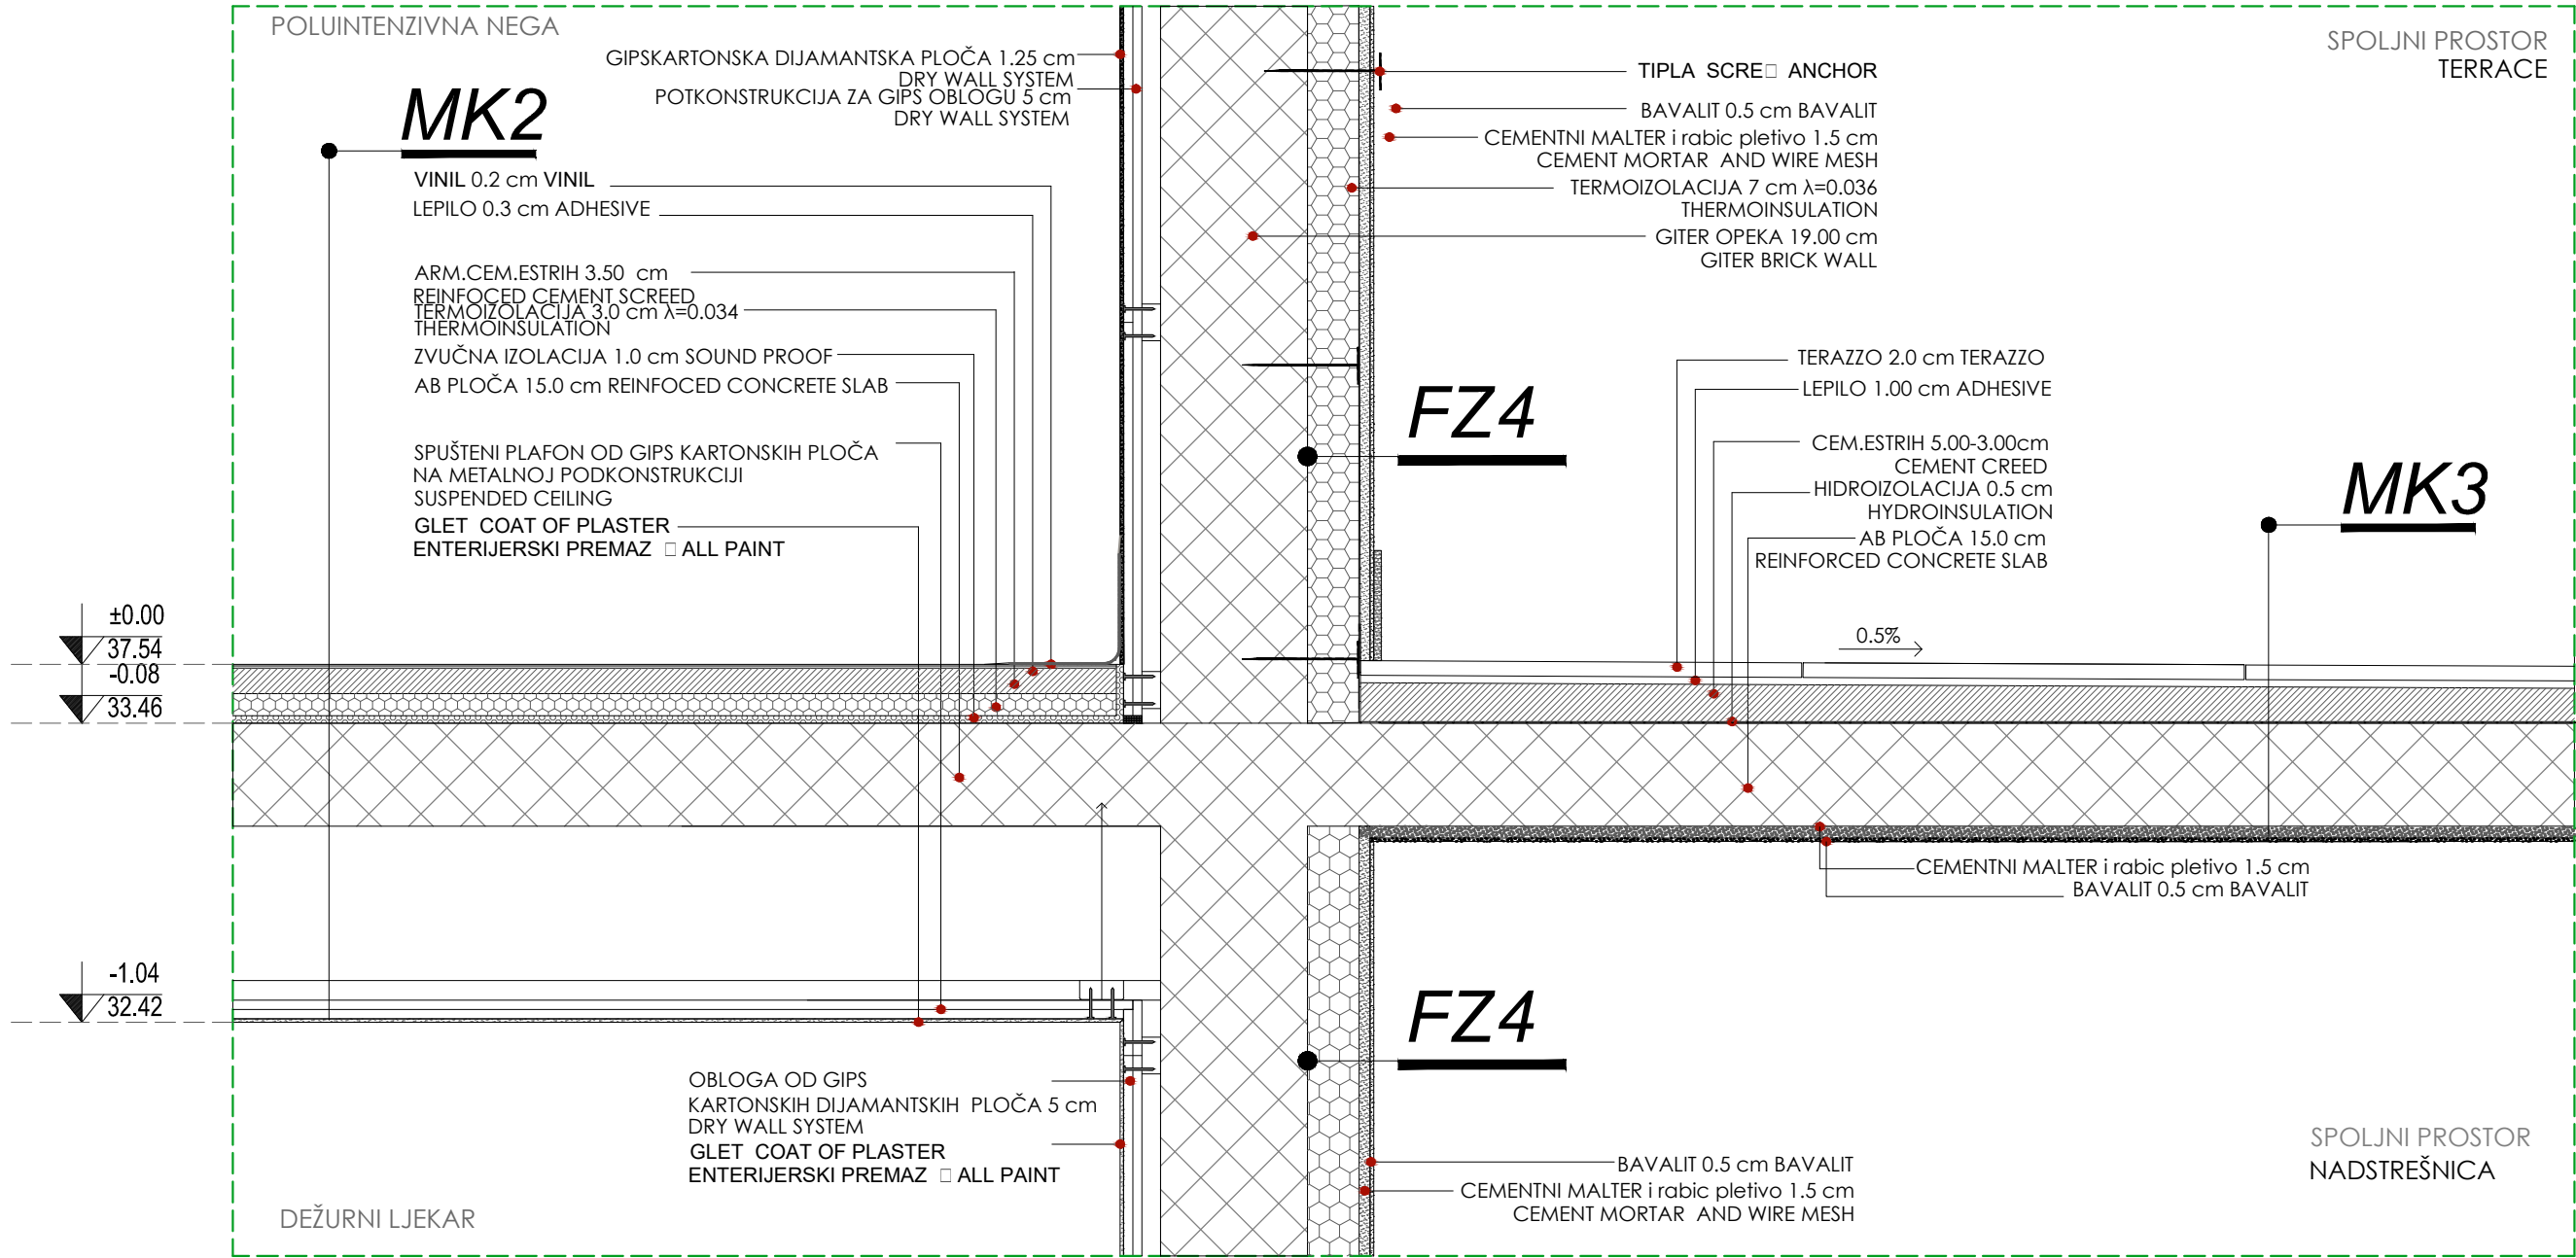 POLUINTENZIVNA NEGA
GIPSKARTONSKA DIJAMANTSKA PLOČA 1.25 cm
DRY WALL SYSTEM
POTKONSTRUKCIJA ZA GIPS OBLOGU 5 cm
DRY WALL SYSTEM
MK2
VINIL 0.2 cm VINIL
LEPILO 0.3 cm ADHESIVE
ARM.CEM.ESTRIH 3.50 cm
REINFOCED CEMENT SCREED
TERMOIZOLACIJA 3.0 cm λ=0.034
THERMOINSULATION
ZVUČNA IZOLACIJA 1.0 cm SOUND PROOF
AB PLOČA 15.0 cm REINFOCED CONCRETE SLAB
SPUŠTENI PLAFON OD GIPS KARTONSKIH PLOČA
NA METALNOJ PODKONSTRUKCIJI
SUSPENDED CEILING
GLET COAT OF PLASTER
ENTERIJERSKI PREMAZ □ALL PAINT
SPOLJNI PROSTOR
TERRACE
TIPLA SCRE□ ANCHOR
BAVALIT 0.5 cm BAVALIT
CEMENTNI MALTER i rabic pletivo 1.5 cm
CEMENT MORTAR AND WIRE MESH
TERMOIZOLACIJA 7 cm λ=0.036
THERMOINSULATION
GITER OPEKA 19.00 cm
GITER BRICK WALL
FZ4
TERAZZO 2.0 cm TERAZZO
LEPILO 1.00 cm ADHESIVE
CEM.ESTRIH 5.00-3.00cm
CEMENT CREED
HIDROIZOLACIJA 0.5 cm
HYDROINSULATION
AB PLOČA 15.0 cm
REINFORCED CONCRETE SLAB
MK3
0.5%
±0.00
37.54
-0.08
33.46
-1.04
32.42
CEMENTNI MALTER i rabic pletivo 1.5 cm
BAVALIT 0.5 cm BAVALIT
FZ4
OBLOGA OD GIPS
KARTONSKIH DIJAMANTSKIH PLOČA 5 cm
DRY WALL SYSTEM
GLET COAT OF PLASTER
ENTERIJERSKI PREMAZ □ALL PAINT
DEŽURNI LJEKAR
BAVALIT 0.5 cm BAVALIT
CEMENTNI MALTER i rabic pletivo 1.5 cm
CEMENT MORTAR AND WIRE MESH
SPOLJNI PROSTOR
NADSTREŠNICA